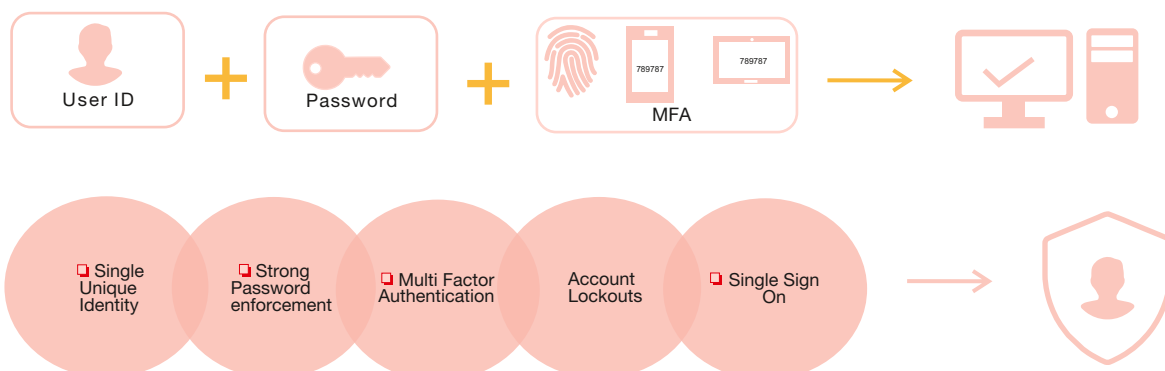 789787
789787
User ID
Password
MFA
❏ Single
Unique
Identity
❏ Strong
Password
enforcement
❏ Multi Factor
Authentication
Account
Lockouts
❏ Single Sign
On